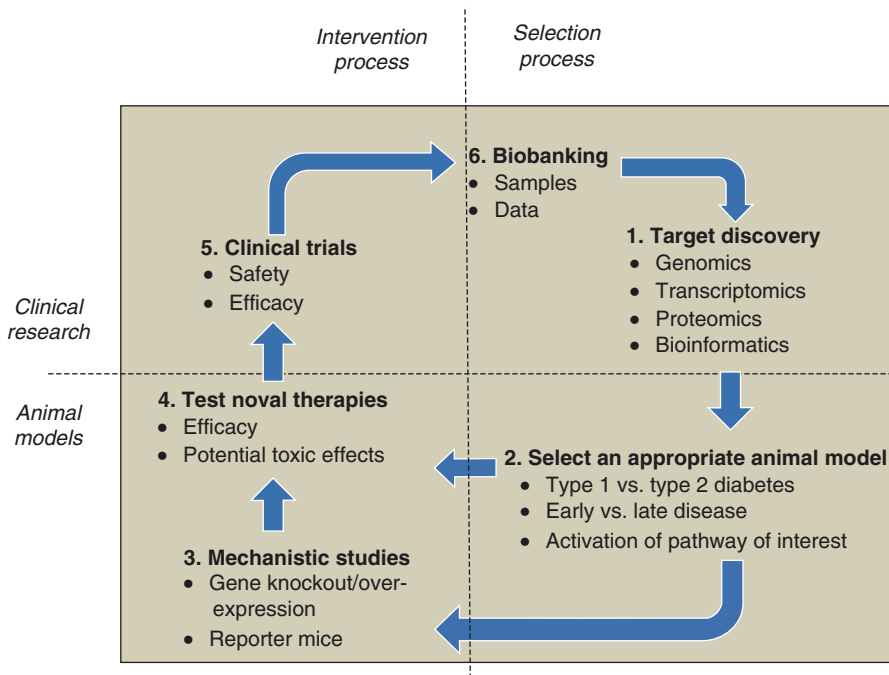 Intervention
process
Selection
process
Clinical
research
Animal
models
6. Biobanking
• Samples
• Data
1. Target discovery
• Genomics
• Transcriptomics
• Proteomics
• Bioinformatics
5. Clinical trials
• Safety
• Efficacy
4. Test noval therapies
• Efficacy
• Potential toxic effects
2. Select an appropriate animal model
• Type 1 vs. type 2 diabetes
• Early vs. late disease
• Activation of pathway of interest
3. Mechanistic studies
• Gene knockout/over-
expression
• Reporter mice